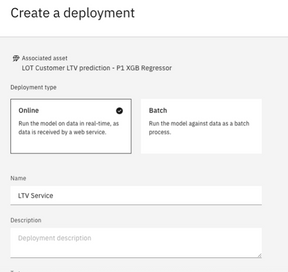 Create a deployment
Associated asset
LOT Customer LTV prediction - P1 XGB Regressor
Deployment type
Online
Run the model on data in real-time, as
data is received by a web service.
Batch
Run the model against data as a batch
process.
Name
LTV Service
Description
Deployment description